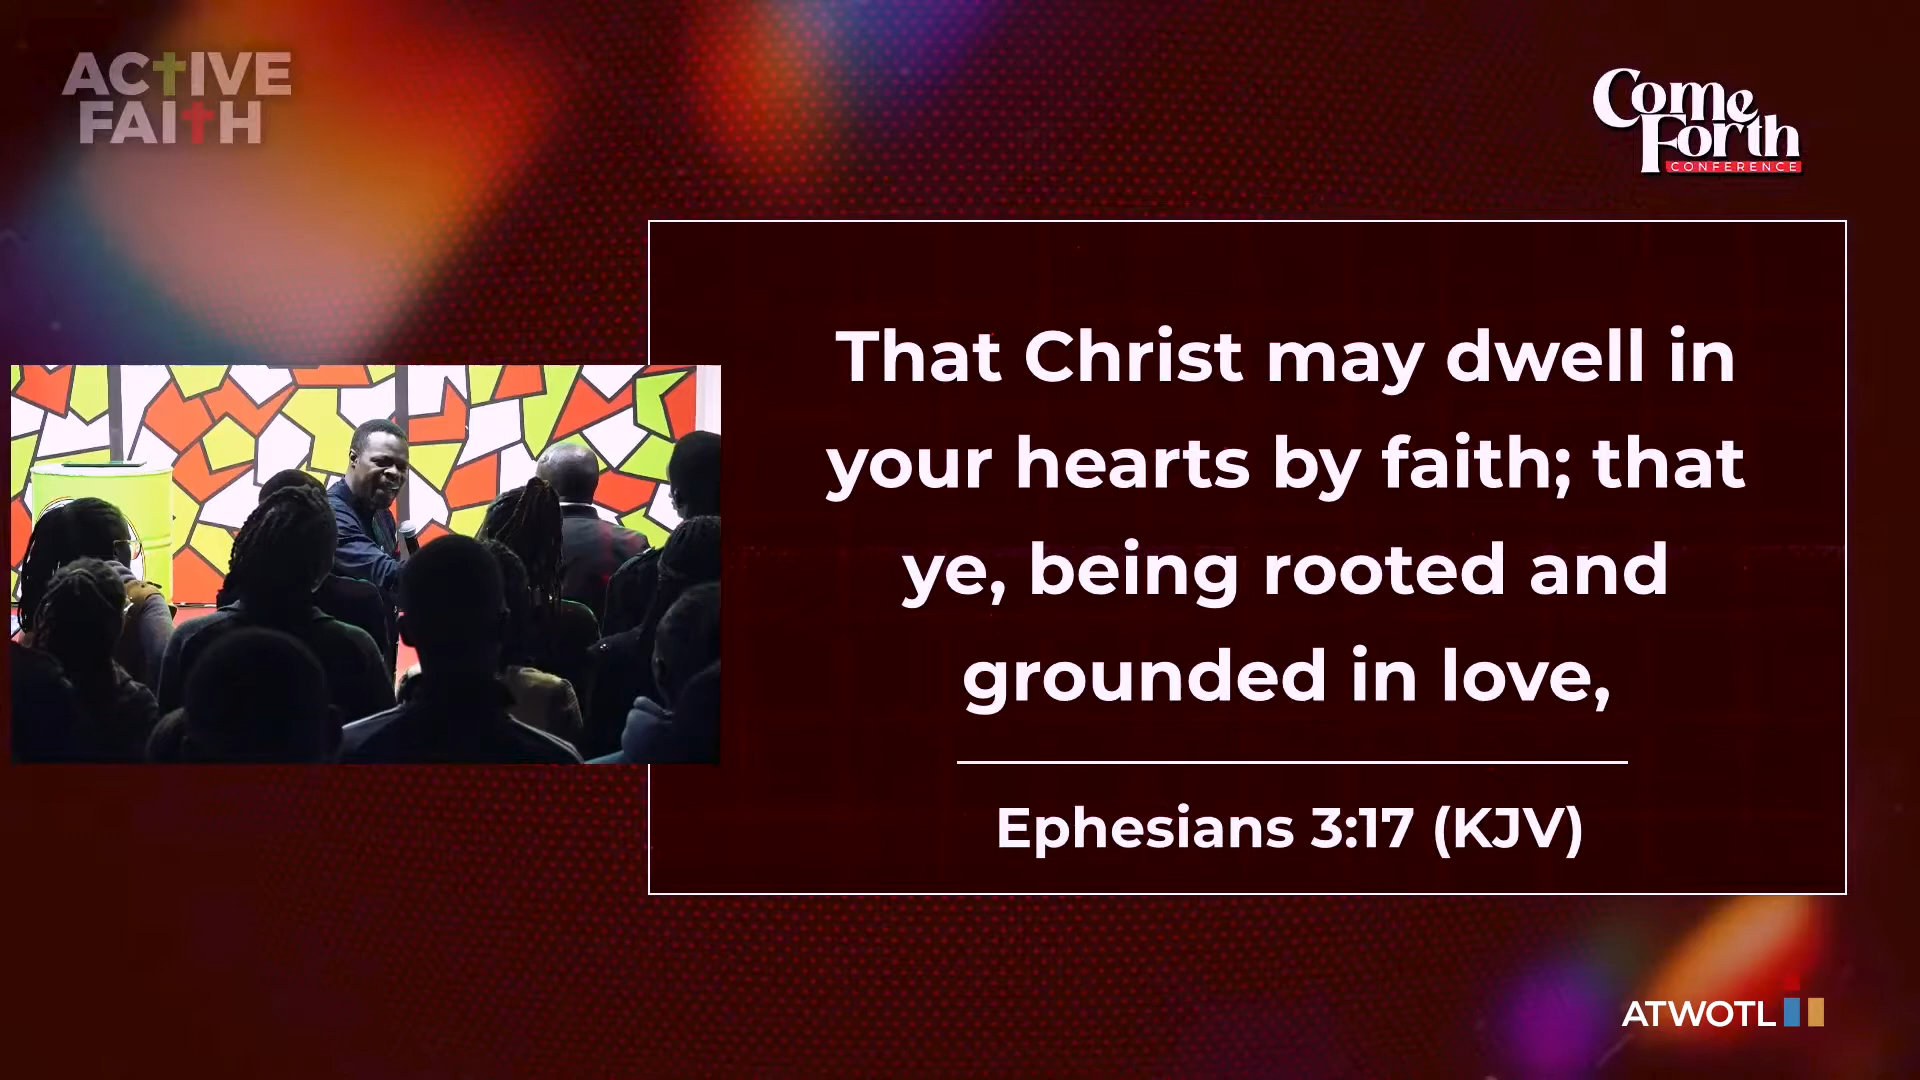 ACTIVE
FAITH
Come
Forth
CONFERENCE
That Christ may dwell in
your hearts by faith; that
ye, being rooted and
grounded in love,
Ephesians 3:17 (KJV)
ATWOTL